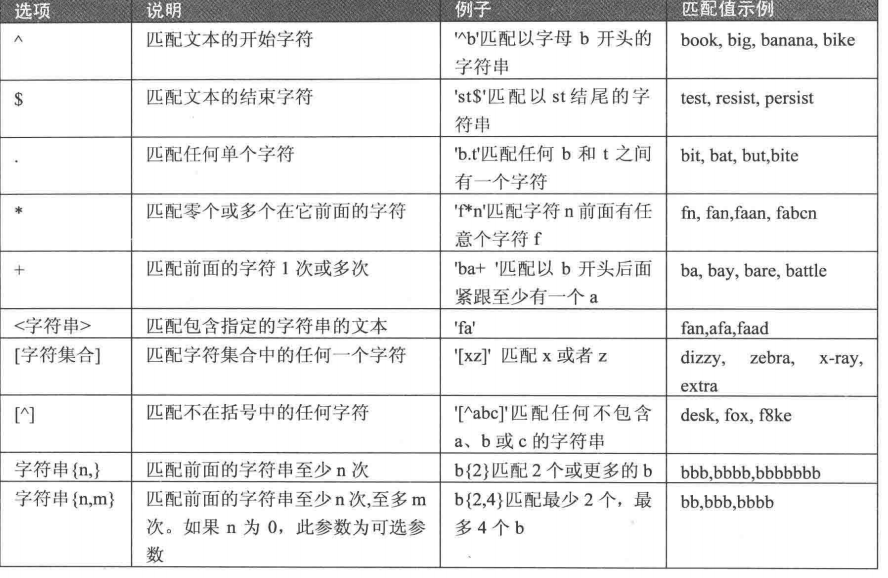 选项 说明 例子 匹配值示例
^ 匹配文本的开始字符 '^b'匹配以字母 b 开头的 book, big, banana, bike
字符串
$ 匹配文本的结束字符 'st$'匹配以 st 结尾的字 test, resist, persist
符串
. 匹配任何单个字符 'b.t'匹配任何 b 和 t 之间 bit, bat, but,bite
有一个字符
* 匹配零个或多个在它前面的字符 'f*n'匹配字符 n 前面有任 fn, fan,faan, fabcn
意个字符 f
+ 匹配前面的字符 1 次或多次 'ba+ '匹配以 b 开头后面 ba, bay, bare, battle
紧跟至少有一个 a
<字符串> 匹配包含指定的字符串的文本 'fa' fan,afa,faad
[字符集合] 匹配字符集合中的任何一个字符 '[xz]' 匹配 x 或者 z dizzy, zebra, x-ray,
extra
[^] 匹配不在括号中的任何字符 '[^abc]'匹配任何不包含 desk, fox, f8ke
a、b 或 c 的字符串
字符串{n,} 匹配前面的字符串至少 n 次 b{2}匹配 2 个或更多的 b bbb,bbbb,bbbbbbb
字符串{n,m} 匹配前面的字符串至少 n 次,至多 m b{2,4}匹配最少 2 个，最 bb,bbb,bbbb
次。如果 n 为 0，此参数为可选参 多 4 个 b
数